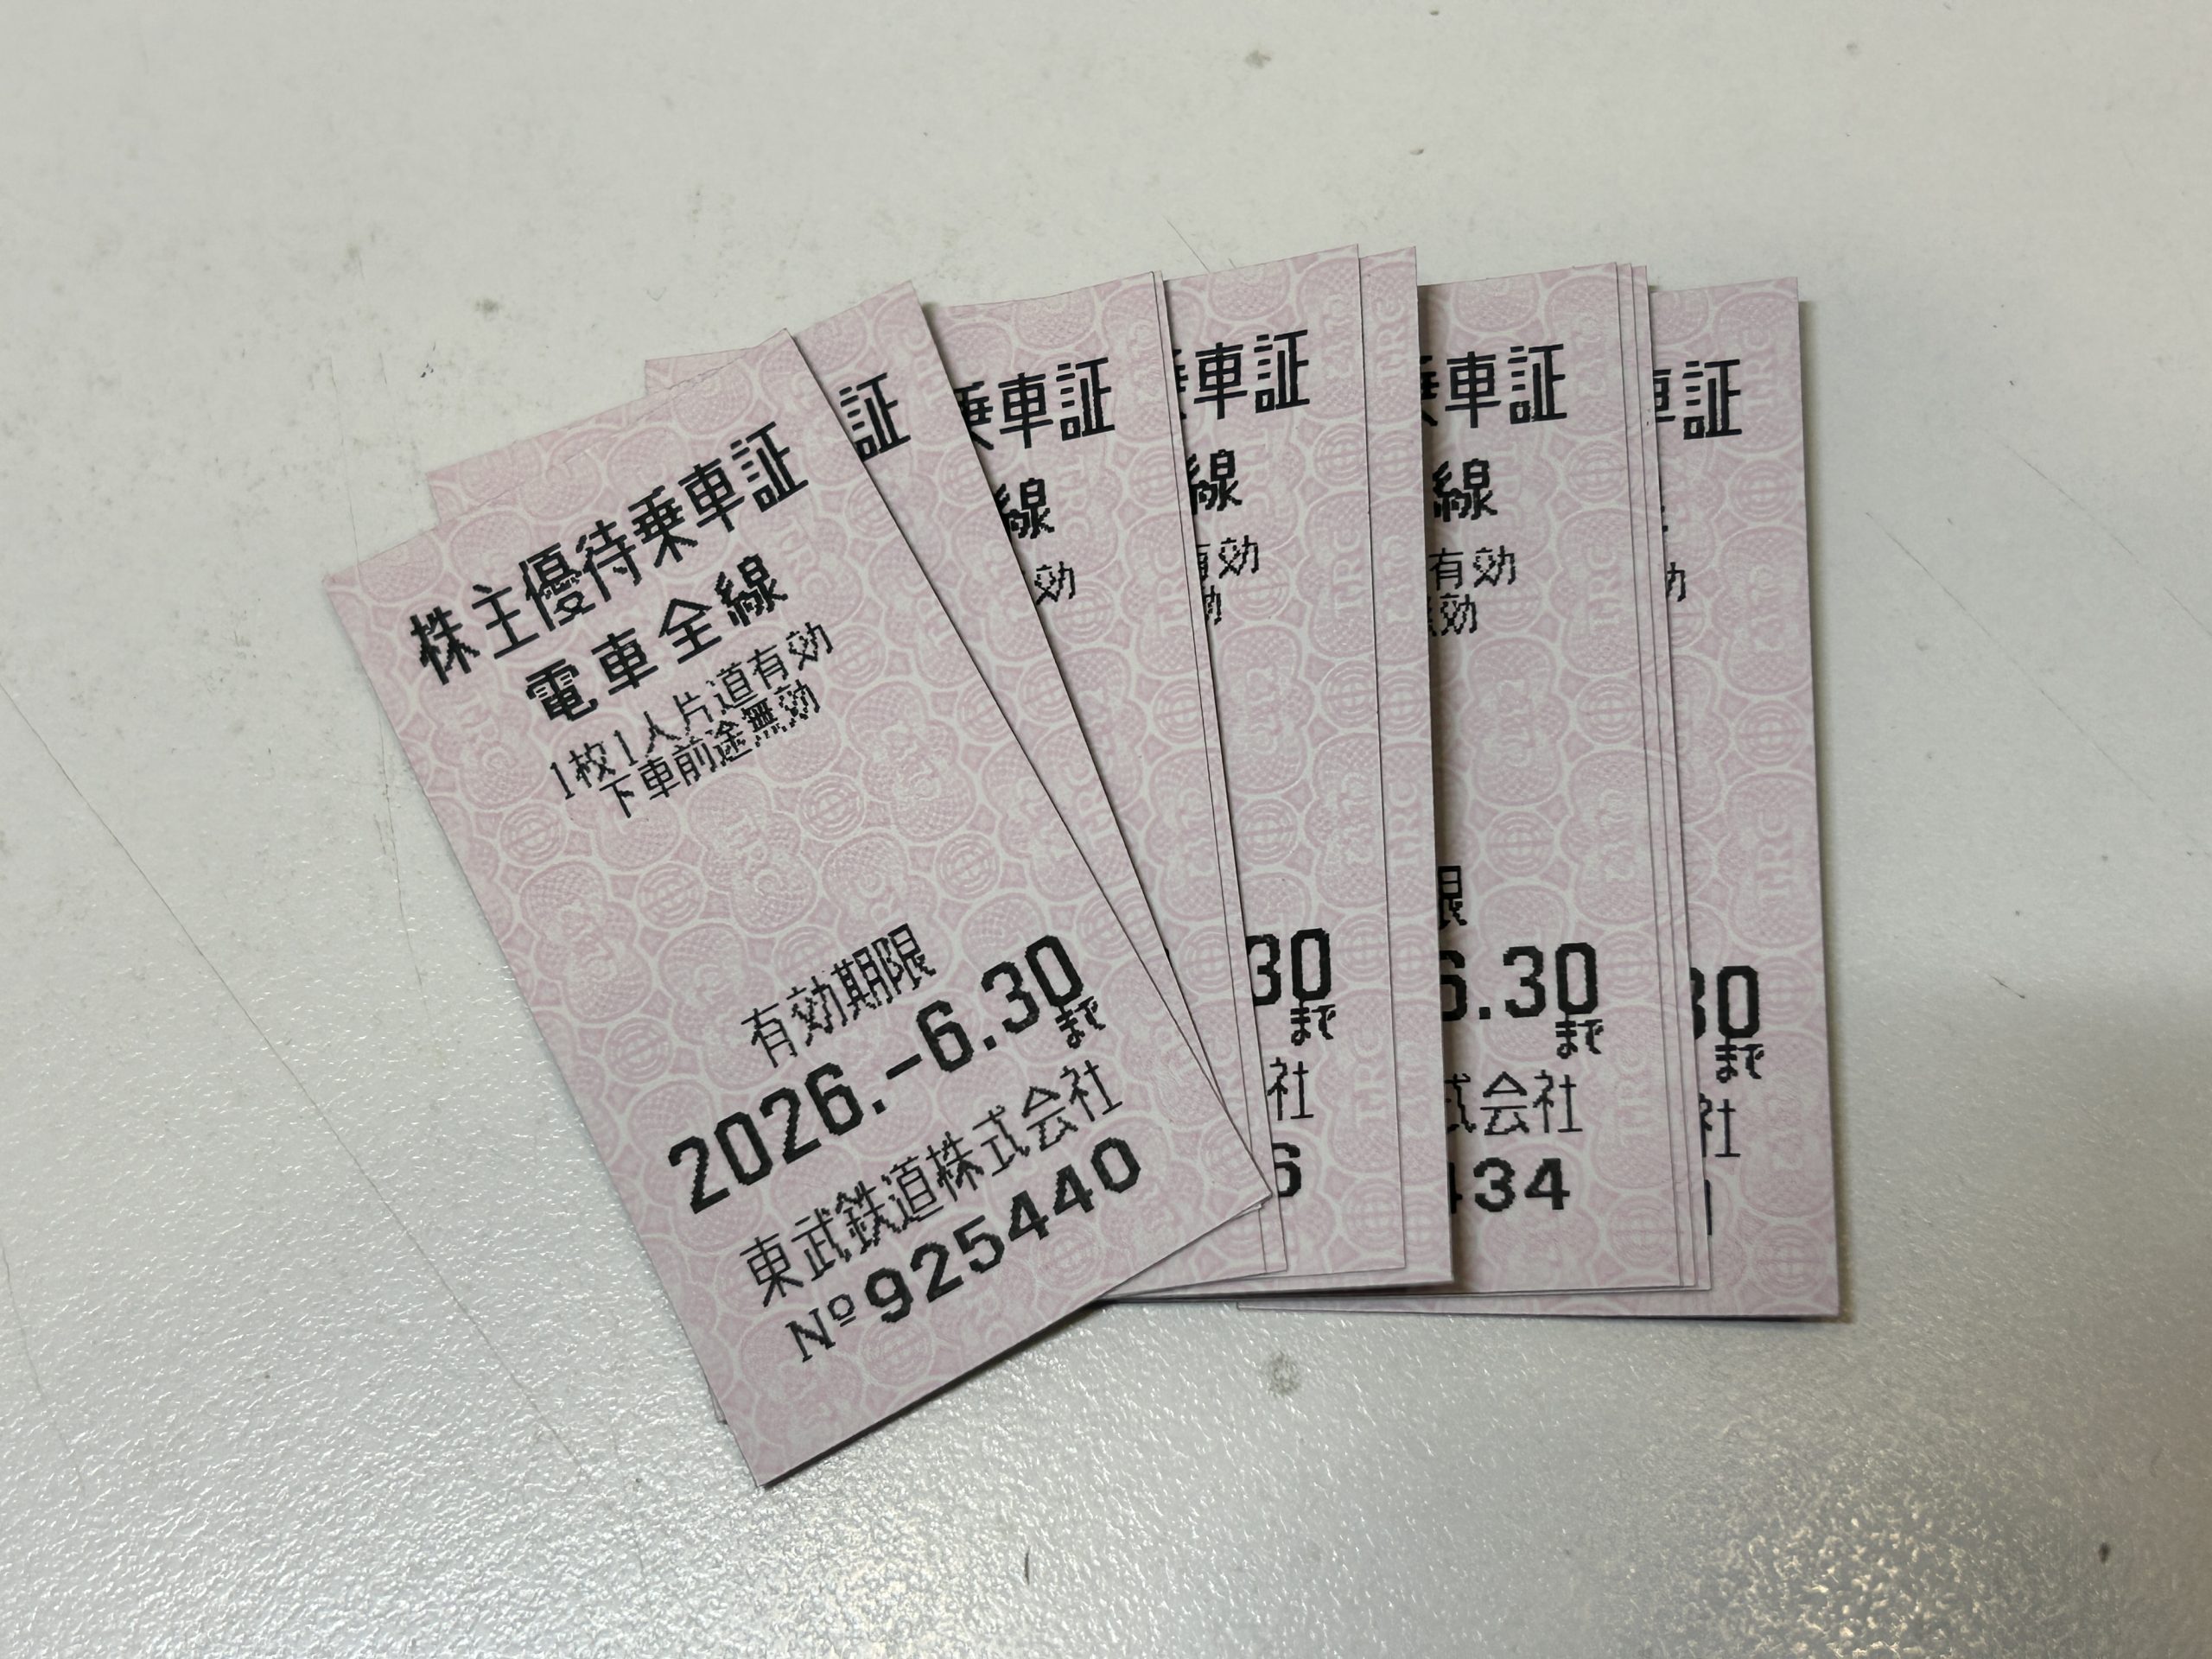 株主優待乗車証
電車全線
1枚1人片道有効
下車前途無効
有効期限
2026.-6.30
まで
東武鉄道株式会社
Nº925440
証
乗車証
線
効
車証
線
有効
効
30
まで
社
6
乗車証
線
有効
無効
限
6.30
まで
式会社
434
車証
効
30
まで
社